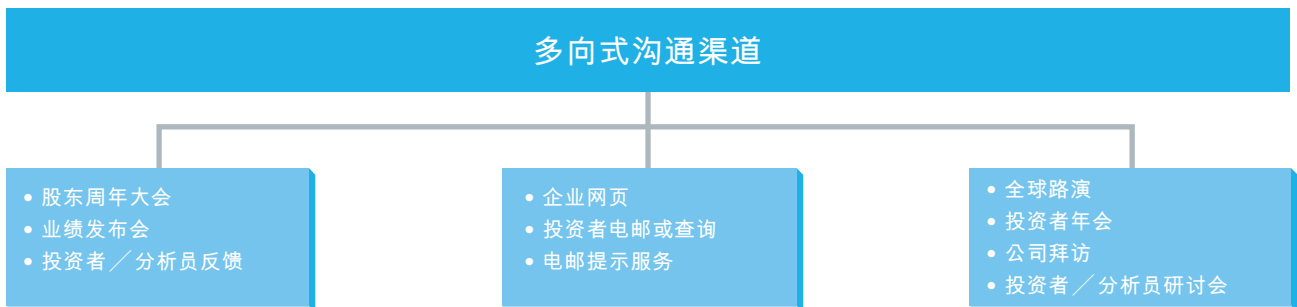 多向式沟通渠道
• 股东周年大会
• 业绩发布会
• 投资者／分析员反馈
• 企业网页
• 投资者电邮或查询
• 电邮提示服务
• 全球路演
• 投资者年会
• 公司拜访
• 投资者／分析员研讨会